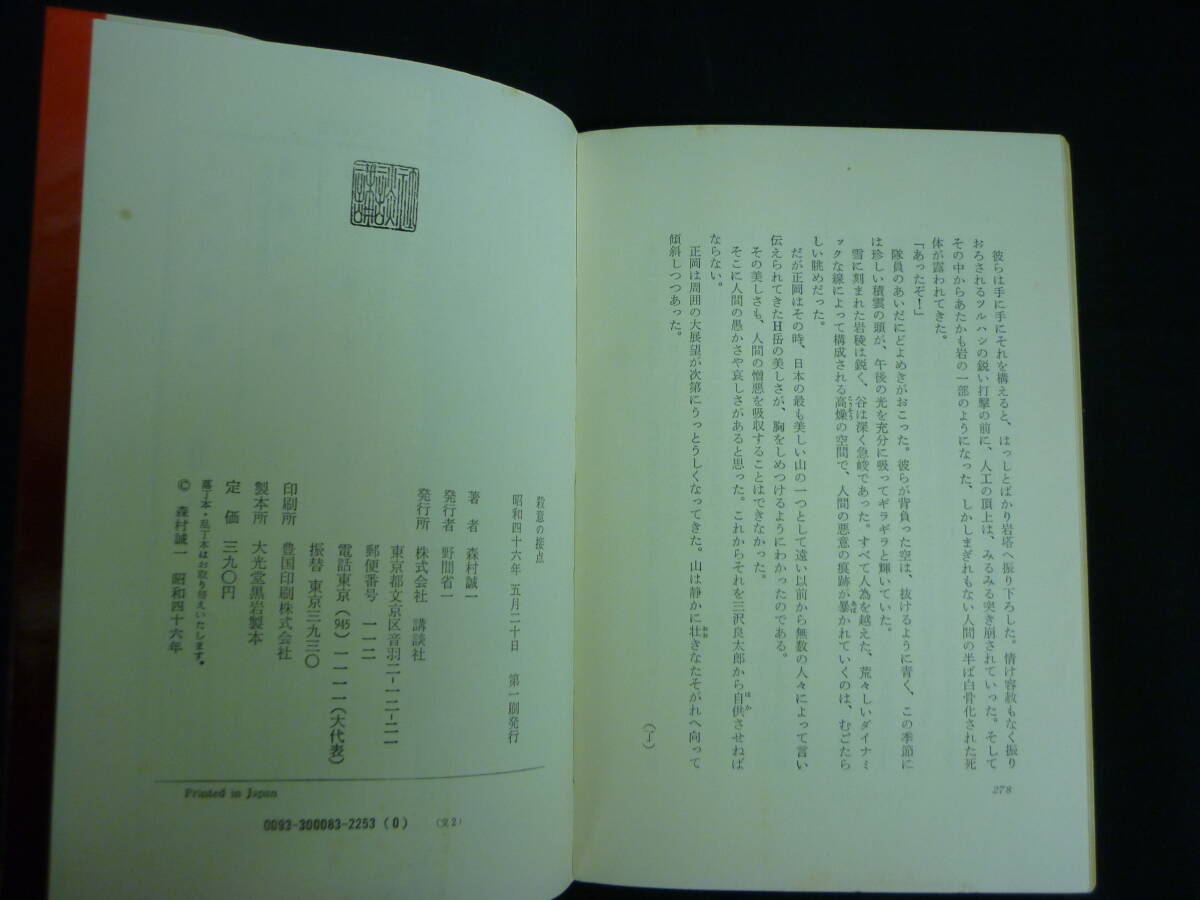 彼らは手に手にそれを構えると、はっしとばかり岩塔へ振り下ろした。情け容赦もなく振り
おろされるツルハシの鋭い打撃の前に、人工の頂上は、みるみる突き崩されていった。そして
その中からあたかも岩の一部のようになった、しかしまぎれもない人間の半ば白骨化された死
体が露われてきた。
「あったぞ!」
隊員のあいだにどよめきがおこった。彼らが背負った空は、抜けるように青く、この季節に
は珍しい積雲の頭が、午後の光を充分に吸ってギラギラと輝いていた。
雪に刻まれた岩稜は鋭く、谷は深く急峻であった。すべて人為を越えた、荒々しいダイナミ
ックな線によって構成される高燥の空間で、人間の悪意の痕跡が暴かれていくのは、むごたら
しい眺めだった。
だが正岡はその時、日本の最も美しい山の一つとして遠い以前から無数の人々によって言い
伝えられてきたH岳の美しさが、胸をしめつけるようにわかったのである。
その美しさも、人間の憎悪を吸収することはできなかった。
そこに人間の愚かさや哀しさがあると思った。これからそれを三沢良太郎から自供させねば
ならない。
正岡は周囲の大展望が次第にうっとうしくなってきた。山は静かに壮きなたそがれへ向って
傾斜しつつあった。
278
殺意の接点
昭和四十六年 五月二十日 第一刷発行
著者 森村誠一
発行者 野間省一
発行所 株式会社 講談社
東京都文京区音羽二-一二-二一
郵便番号 一一二
電話東京(945)一一一一(大代表)
振替 東京三九三〇
印刷所 豊国印刷株式会社
製本所 大光堂黒岩製本
定価 三九〇円
落丁本・乱丁本はお取り替えいたします。
© 森村誠一 昭和四十六年
Printed in Japan
0093-300083-2253 (0) (文2)